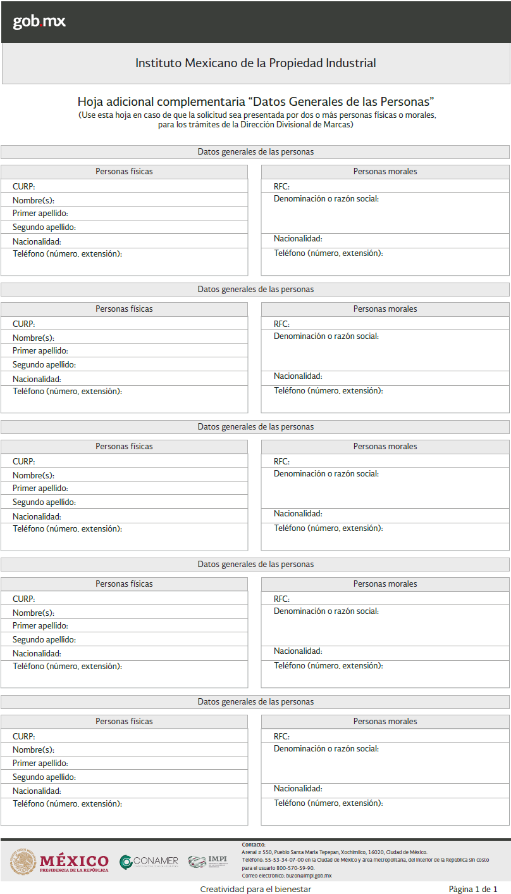 gob.mx
Instituto Mexicano de la Propiedad Industrial
Hoja adicional complementaria “Datos Generales de las Personas”
(Use esta hoja en caso de que la solicitud sea presentada por dos o más personas físicas o morales,
para los trámites de la Dirección Divisional de Marcas)
Datos generales de las personas
Personas físicas
CURP:
Nombre(s):
Primer apellido:
Segundo apellido:
Nacionalidad:
Teléfono (número, extensión):
Personas morales
RFC:
Denominación o razón social:
Nacionalidad:
Teléfono (número, extensión):
Datos generales de las personas
Personas físicas
CURP:
Nombre(s):
Primer apellido:
Segundo apellido:
Nacionalidad:
Teléfono (número, extensión):
Personas morales
RFC:
Denominación o razón social:
Nacionalidad:
Teléfono (número, extensión):
Datos generales de las personas
Personas físicas
CURP:
Nombre(s):
Primer apellido:
Segundo apellido:
Nacionalidad:
Teléfono (número, extensión):
Personas morales
RFC:
Denominación o razón social:
Nacionalidad:
Teléfono (número, extensión):
Datos generales de las personas
Personas físicas
CURP:
Nombre(s):
Primer apellido:
Segundo apellido:
Nacionalidad:
Teléfono (número, extensión):
Personas morales
RFC:
Denominación o razón social:
Nacionalidad:
Teléfono (número, extensión):
Datos generales de las personas
Personas físicas
CURP:
Nombre(s):
Primer apellido:
Segundo apellido:
Nacionalidad:
Teléfono (número, extensión):
Personas morales
RFC:
Denominación o razón social:
Nacionalidad:
Teléfono (número, extensión):
MÉXICO
PRESIDENCIA DE LA REPÚBLICA
CONAMER
IMPI
Contacto:
Arenal # 550, Pueblo Santa María Tepepan, Xochimilco, 16020, Ciudad de México.
Teléfono: 55-53-34-07-00 en la Ciudad de México y área metropolitana, del interior de la República sin costo
para el usuario 800-570-59-90.
Correo electrónico: buzon@impi.gob.mx
Creatividad para el bienestar
Página 1 de 1